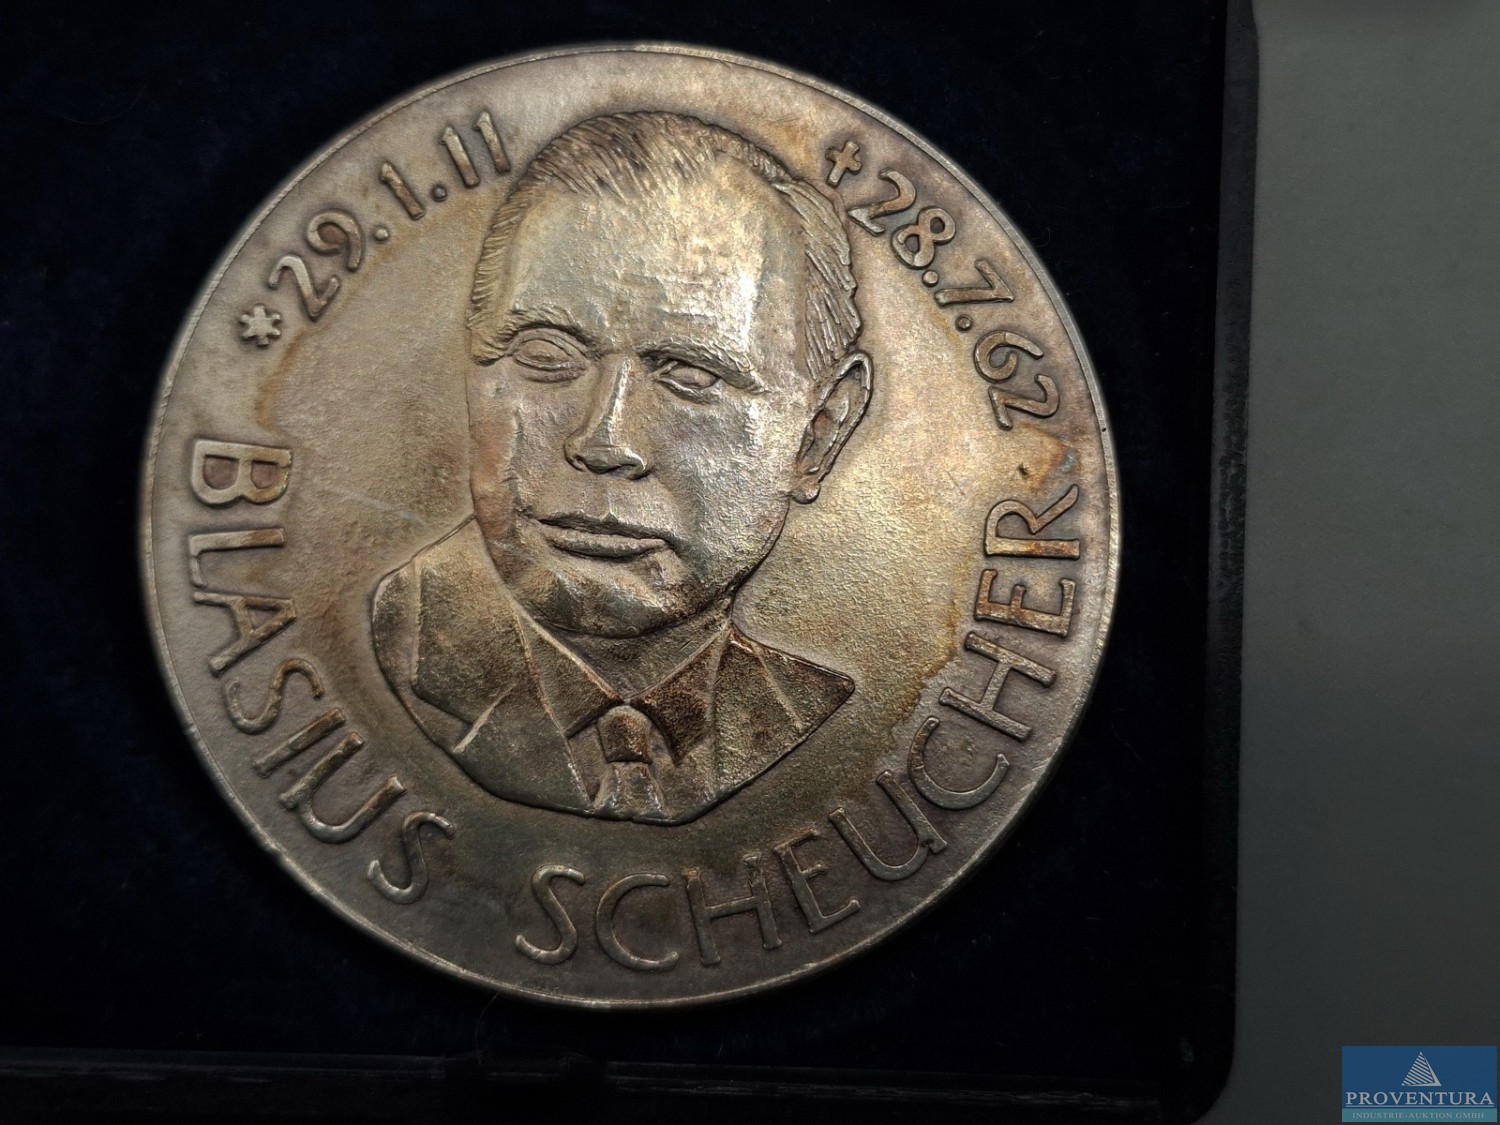 * 29.1.11
✝ 28.7.62
BLASIUS SCHEUCHER
PROVENTURA
INDUSTRIE-AUKTION GMBH